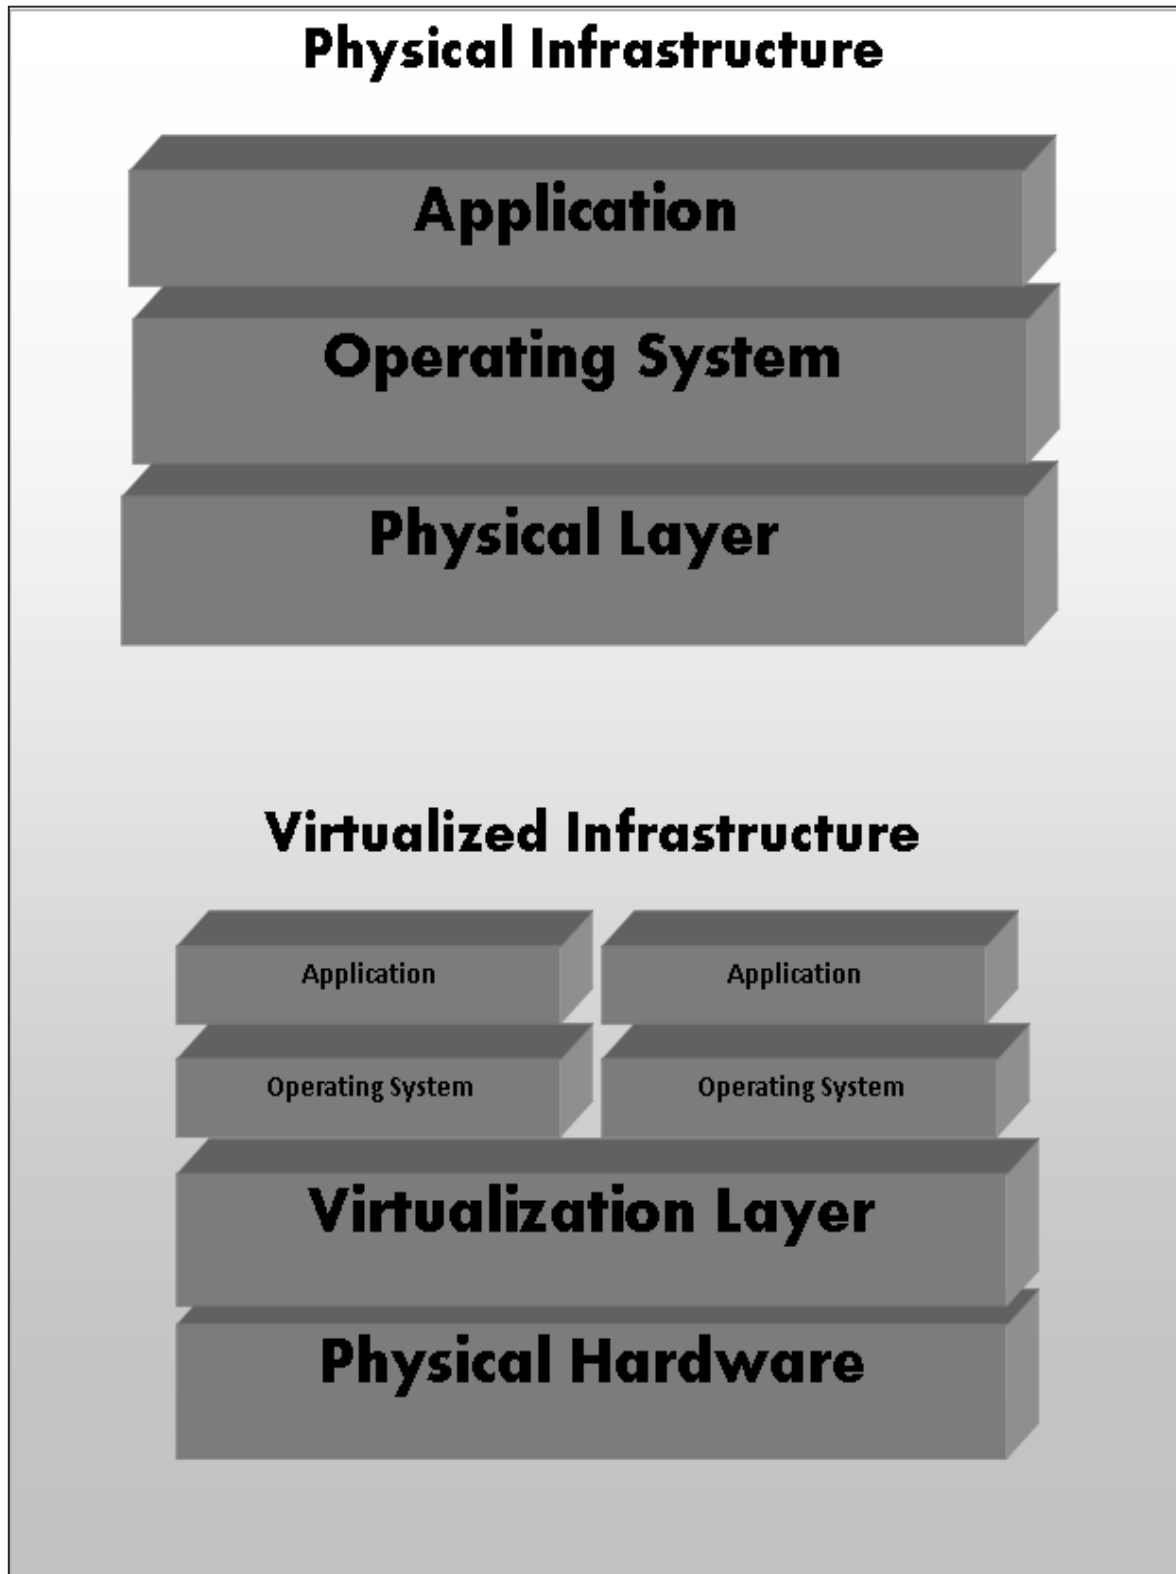 Physical Infrastructure
Application
Operating System
Physical Layer
Virtualized Infrastructure
Application
Application
Operating System
Operating System
Virtualization Layer
Physical Hardware